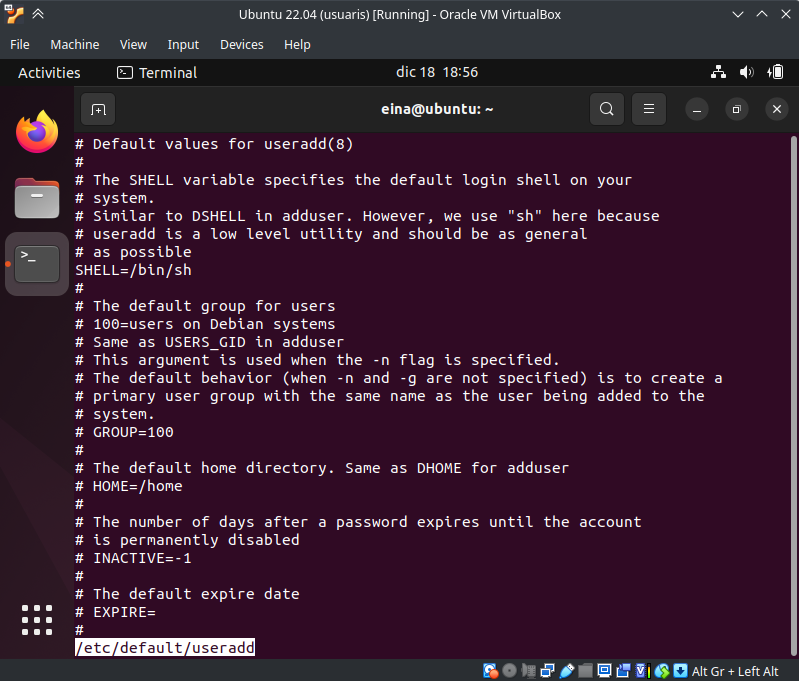 Ubuntu 22.04 (usuaris) [Running] - Oracle VM VirtualBox
File Machine View Input Devices Help
Activities Terminal dic 18 18:56
eina@ubuntu: ~
# Default values for useradd(8)
#
# The SHELL variable specifies the default login shell on your
# system.
# Similar to DSHELL in adduser. However, we use "sh" here because
# useradd is a low level utility and should be as general
# as possible
SHELL=/bin/sh
#
# The default group for users
# 100=users on Debian systems
# Same as USERS_GID in adduser
# This argument is used when the -n flag is specified.
# The default behavior (when -n and -g are not specified) is to create a
# primary user group with the same name as the user being added to the
# system.
# GROUP=100
#
# The default home directory. Same as DHOME for adduser
# HOME=/home
#
# The number of days after a password expires until the account
# is permanently disabled
# INACTIVE=-1
#
# The default expire date
# EXPIRE=
#
/etc/default/useradd
Alt Gr + Left Alt